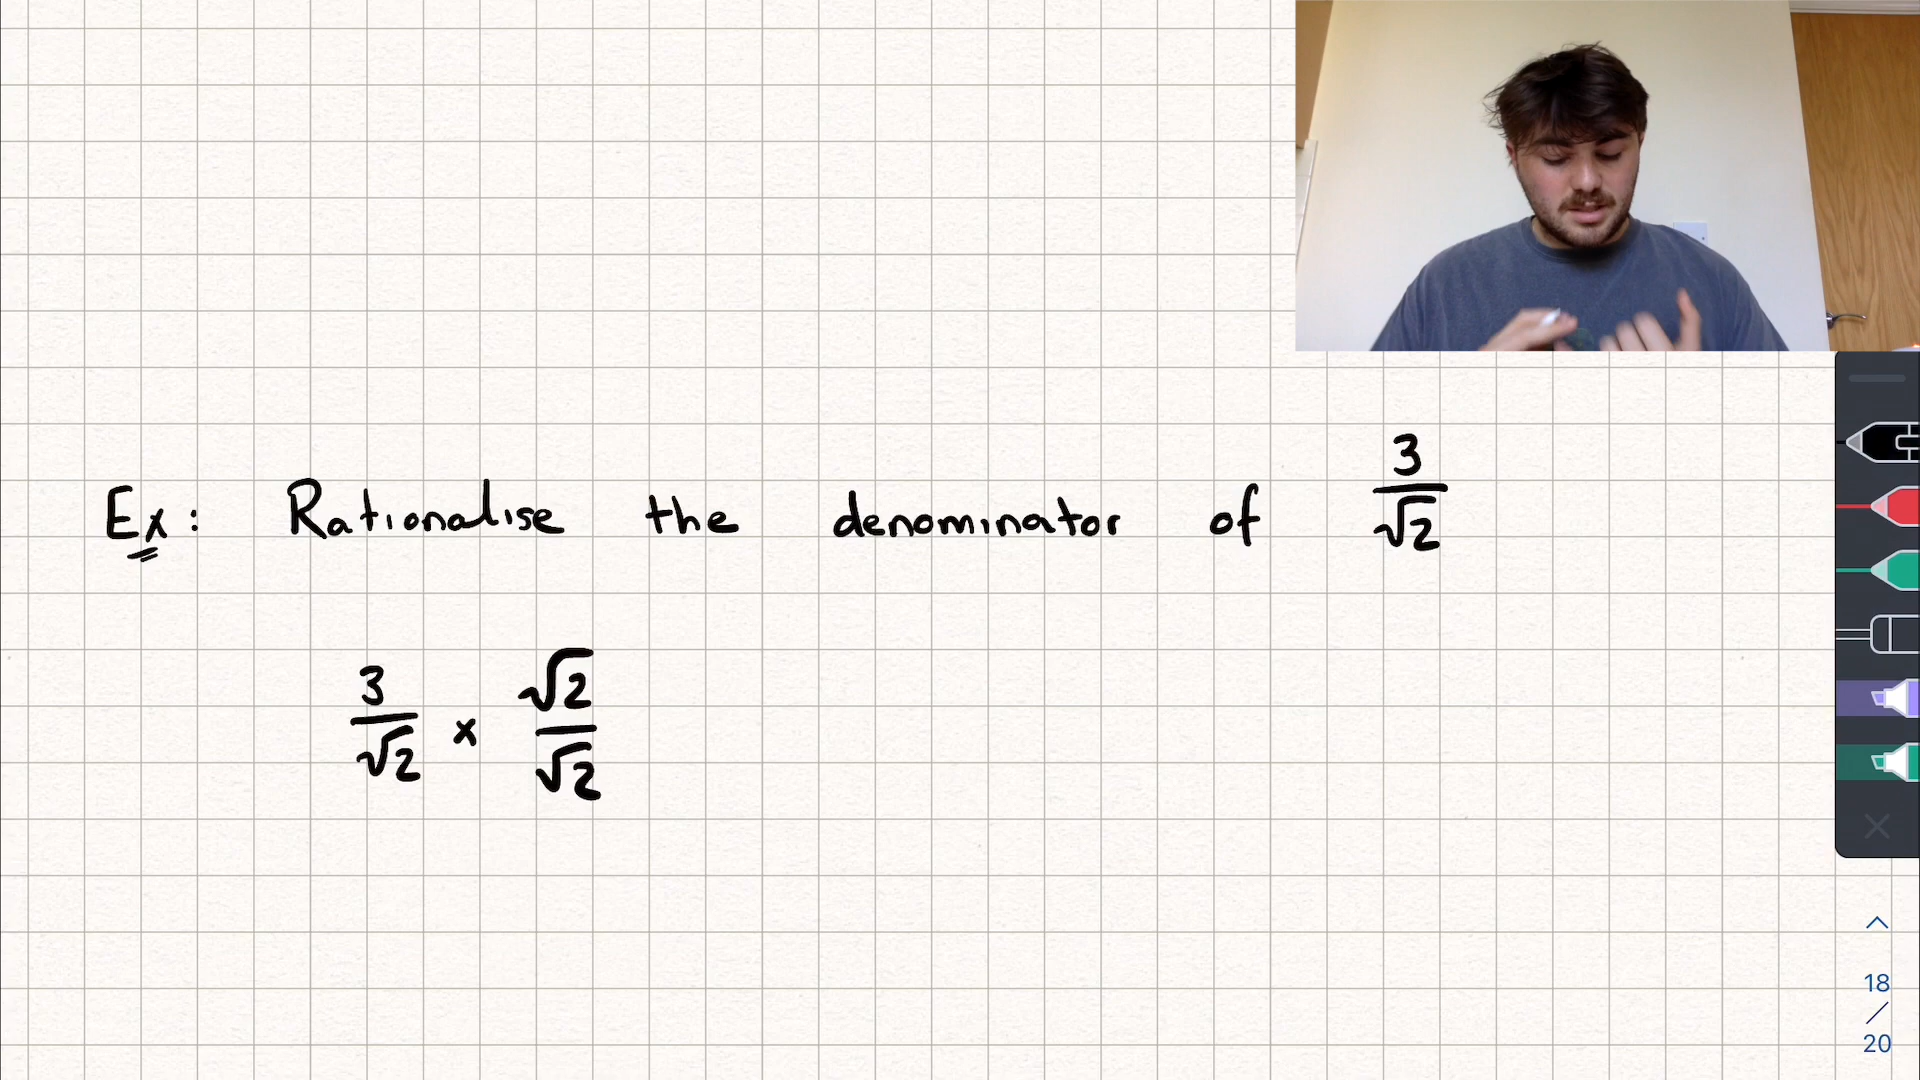 Ex: Rationalise the denominator of 3/√2
3/√2 × √2/√2
18
/
20